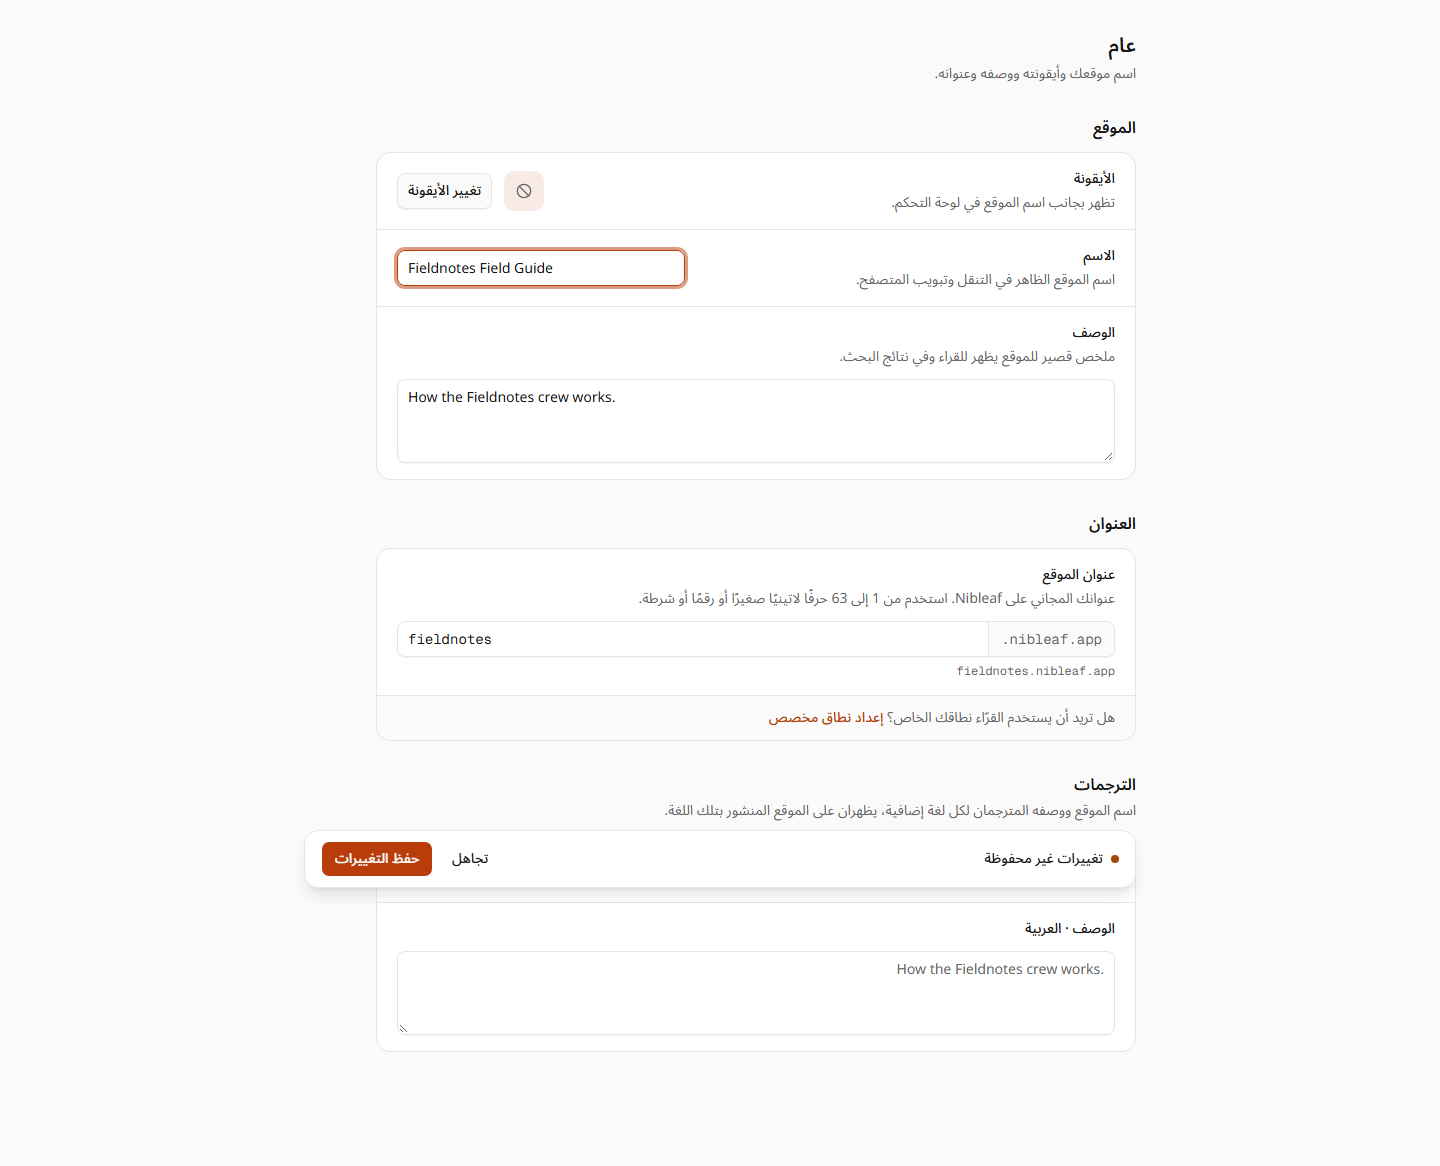 عام
اسم موقعك وأيقونته ووصفه وعنوانه.
الموقع
الأيقونة
تظهر بجانب اسم الموقع في لوحة التحكم.
تغيير الأيقونة
الاسم
اسم الموقع الظاهر في التنقل وتبويب المتصفح.
Fieldnotes Field Guide
الوصف
ملخص قصير للموقع يظهر للقراء وفي نتائج البحث.
How the Fieldnotes crew works.
العنوان
عنوان الموقع
عنوانك المجاني على Nibleaf. استخدم من 1 إلى 63 حرفًا لاتينيًا صغيرًا أو رقمًا أو شرطة.
fieldnotes
.nibleaf.app
fieldnotes.nibleaf.app
هل تريد أن يستخدم القرّاء نطاقك الخاص؟ إعداد نطاق مخصص
الترجمات
اسم الموقع ووصفه المترجمان لكل لغة إضافية، يظهران على الموقع المنشور بتلك اللغة.
تغييرات غير محفوظة
تجاهل
حفظ التغييرات
الوصف · العربية
How the Fieldnotes crew works.